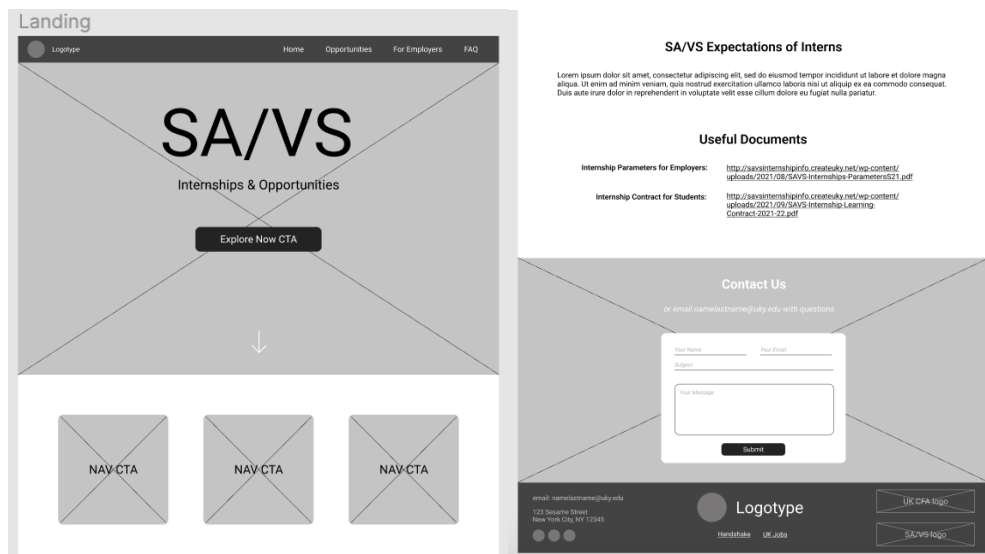 Landing
Logotype
Home
Opportunities
For Employers
FAQ
SA/VS
Internships & Opportunities
Explore Now CTA
NAV CTA
NAV CTA
NAV CTA
SA/VS Expectations of Interns
Lorem ipsum dolor sit amet, consectetur adipiscing elit, sed do eiusmod tempor incididunt ut labore et dolore magna
aliqua. Ut enim ad minim veniam, quis nostrud exercitation ullamco laboris nisi ut aliquip ex ea commodo consequat.
Duis aute irure dolor in reprehenderit in voluptate velit esse cillum dolore eu fugiat nulla pariatur.
Useful Documents
Internship Parameters for Employers:
http://savsinternshipinfo.createuky.net/wp-content/
uploads/2021/08/SAVS-Internships-ParametersS21.pdf
Internship Contract for Students:
http://savsinternshipinfo.createuky.net/wp-content/
uploads/2021/09/SAVS-Internship-Learning-
Contract-2021-22.pdf
Contact Us
or email namelastname@uky.edu with questions
Your Name
Your Email
Subject
Your Message
Submit
email: namelastname@uky.edu
123 Sesame Street
New York City, NY 12345
Logotype
Handshake
UK Jobs
UK CFA logo
SA/VS logo